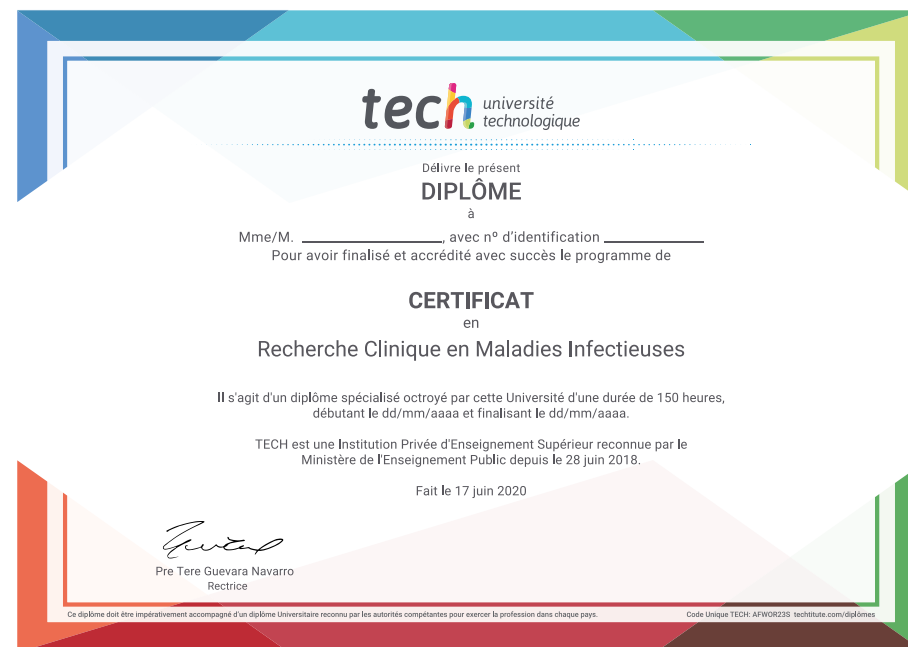 tech université
technologique
Délivre le présent
DIPLÔME
à
Mme/M. ____________________, avec nº d'identification ______________
Pour avoir finalisé et accrédité avec succès le programme de
CERTIFICAT
en
Recherche Clinique en Maladies Infectieuses
Il s'agit d'un diplôme spécialisé octroyé par cette Université d'une durée de 150 heures,
débutant le dd/mm/aaaa et finalisant le dd/mm/aaaa.
TECH est une Institution Privée d'Enseignement Supérieur reconnue par le
Ministère de l'Enseignement Public depuis le 28 juin 2018.
Fait le 17 juin 2020
Pre Tere Guevara Navarro
Rectrice
Ce diplôme doit être impérativement accompagné d'un diplôme Universitaire reconnu par les autorités compétentes pour exercer la profession dans chaque pays.
Code Unique TECH: AFWOR23S techtitute.com/diplômes